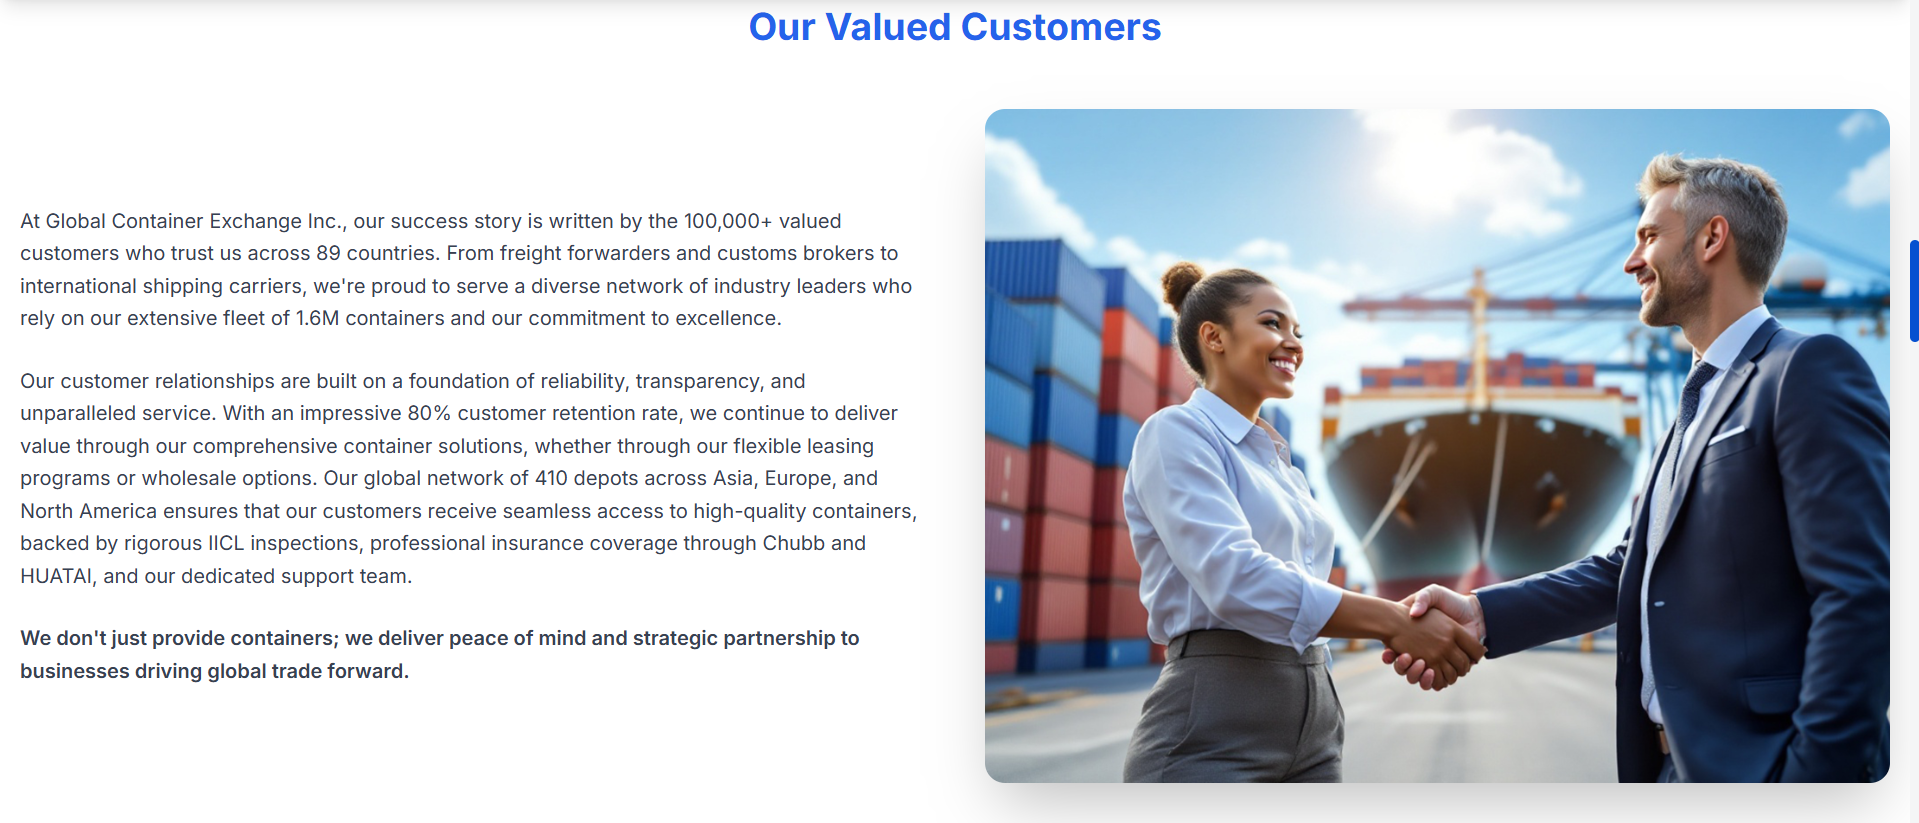 Our Valued Customers
At Global Container Exchange Inc., our success story is written by the 100,000+ valued
customers who trust us across 89 countries. From freight forwarders and customs brokers to
international shipping carriers, we're proud to serve a diverse network of industry leaders who
rely on our extensive fleet of 1.6M containers and our commitment to excellence.
Our customer relationships are built on a foundation of reliability, transparency, and
unparalleled service. With an impressive 80% customer retention rate, we continue to deliver
value through our comprehensive container solutions, whether through our flexible leasing
programs or wholesale options. Our global network of 410 depots across Asia, Europe, and
North America ensures that our customers receive seamless access to high-quality containers,
backed by rigorous IICL inspections, professional insurance coverage through Chubb and
HUATAI, and our dedicated support team.
We don't just provide containers; we deliver peace of mind and strategic partnership to
businesses driving global trade forward.